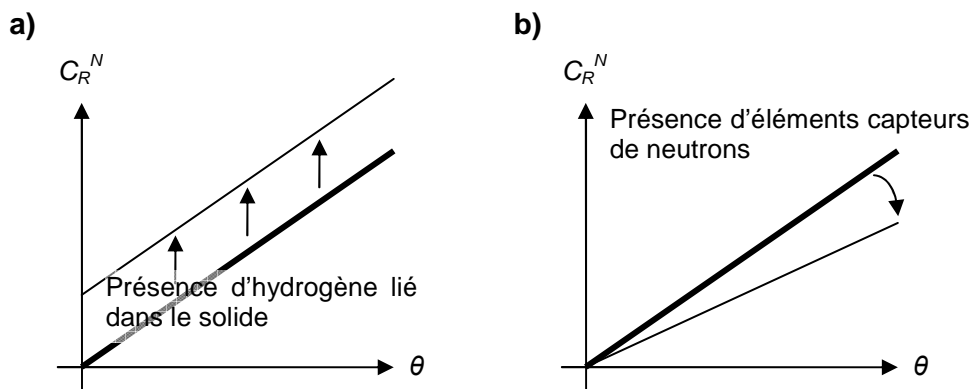 a)
C_R^N
Présence d'hydrogène lié
dans le solide
θ
b)
C_R^N
Présence d'éléments capteurs
de neutrons
θ